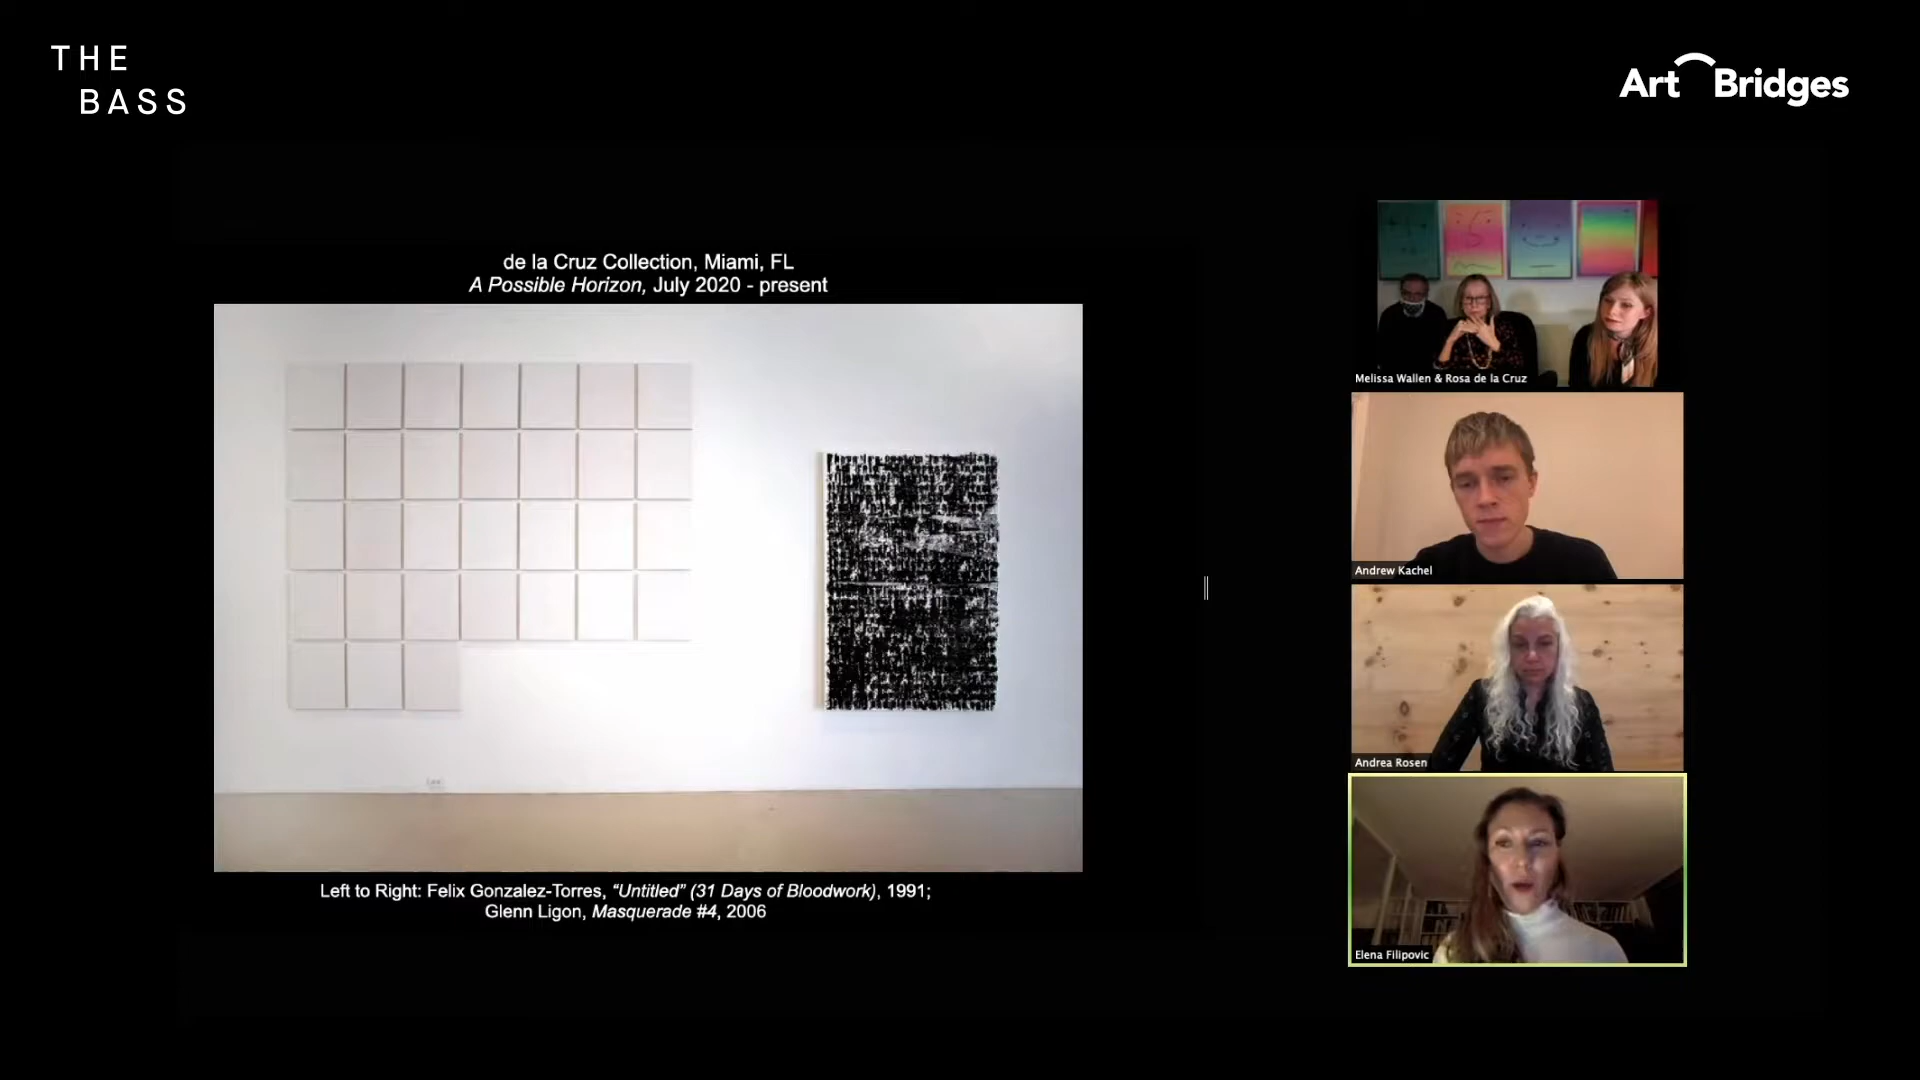 THE
BASS
Art Bridges
de la Cruz Collection, Miami, FL
A Possible Horizon, July 2020 - present
Left to Right: Felix Gonzalez-Torres, “Untitled” (31 Days of Bloodwork), 1991;
Glenn Ligon, Masquerade #4, 2006
Melissa Wallen & Rosa de la Cruz
Andrew Kachel
Andrea Rosen
Elena Filipovic